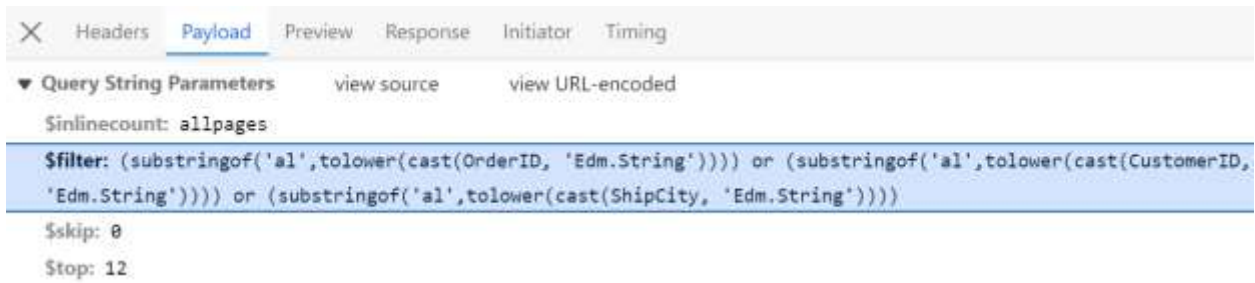 Headers Payload Preview Response Initiator Timing
Query String Parameters view source view URL-encoded
$inlinecount: allpages
$filter: (substringof('al',tolower(cast(OrderID, 'Edm.String')))) or (substringof('al',tolower(cast(CustomerID,
'Edm.String')))) or (substringof('al',tolower(cast(ShipCity, 'Edm.String'))))
$skip: 0
$top: 12